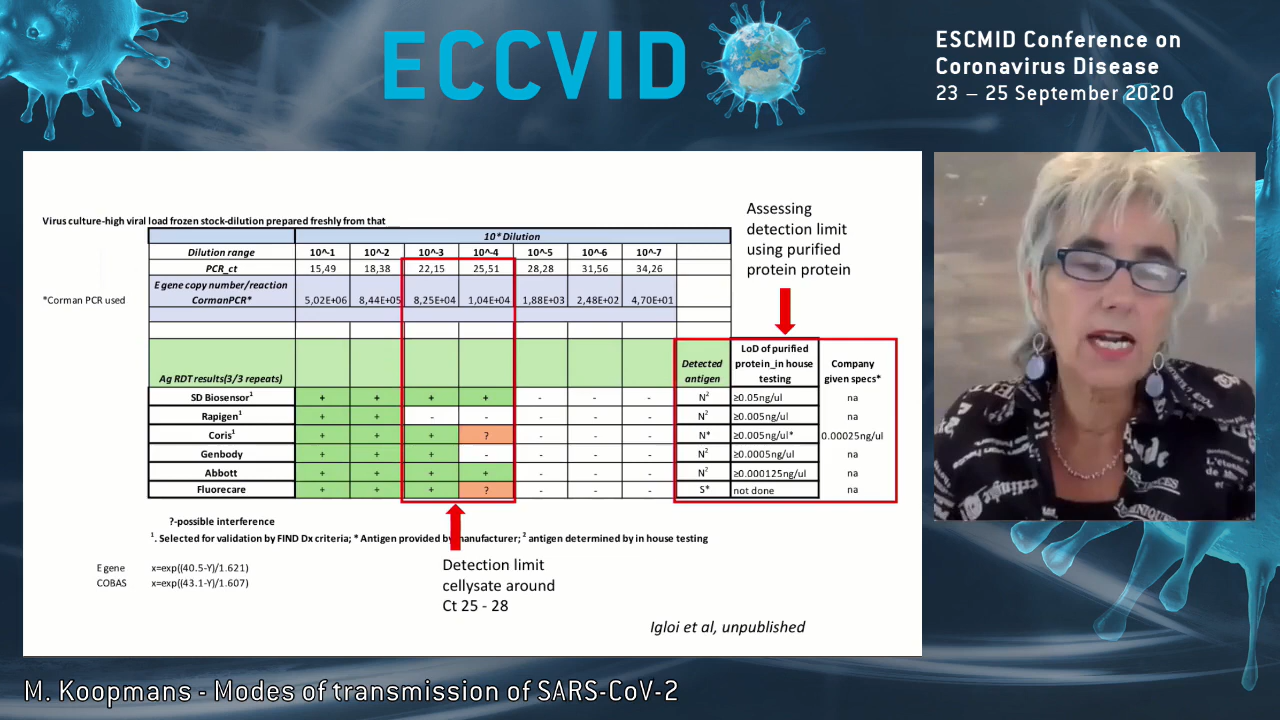 ECCVID
ESCMID Conference on
Coronavirus Disease
23 – 25 September 2020
Virus culture-high viral load frozen stock-dilution prepared freshly from that
10* Dilution
Dilution range 10^-1 10^-2 10^-3 10^-4 10^-5 10^-6 10^-7
PCR_ct 15,49 18,38 22,15 25,51 28,28 31,56 34,26
E gene copy number/reaction
*Corman PCR used CormanPCR* 5,02E+06 8,44E+05 8,25E+04 1,04E+04 1,88E+03 2,48E+02 4,70E+01
Assessing
detection limit
using purified
protein protein
Ag RDT results(3/3 repeats) Detected antigen LoD of purified protein_in house testing Company given specs*
SD Biosensor¹ + + + + - - - N² ≥0.05ng/ul na
Rapigen¹ + + - - - - - N² ≥0.005ng/ul na
Coris¹ + + + ? - - - N* ≥0.005ng/ul* 0.00025ng/ul
Genbody + + + - - - - N² ≥0.0005ng/ul na
Abbott + + + + - - - N² ≥0.000125ng/ul na
Fluorecare + + + ? - - - S* not done na
?-possible interference
¹. Selected for validation by FIND Dx criteria; * Antigen provided by manufacturer; ² antigen determined by in house testing
E gene x=exp((40.5-Y)/1.621)
COBAS x=exp((43.1-Y)/1.607)
Detection limit
cellysate around
Ct 25 - 28
Igloi et al, unpublished
M. Koopmans - Modes of transmission of SARS-CoV-2